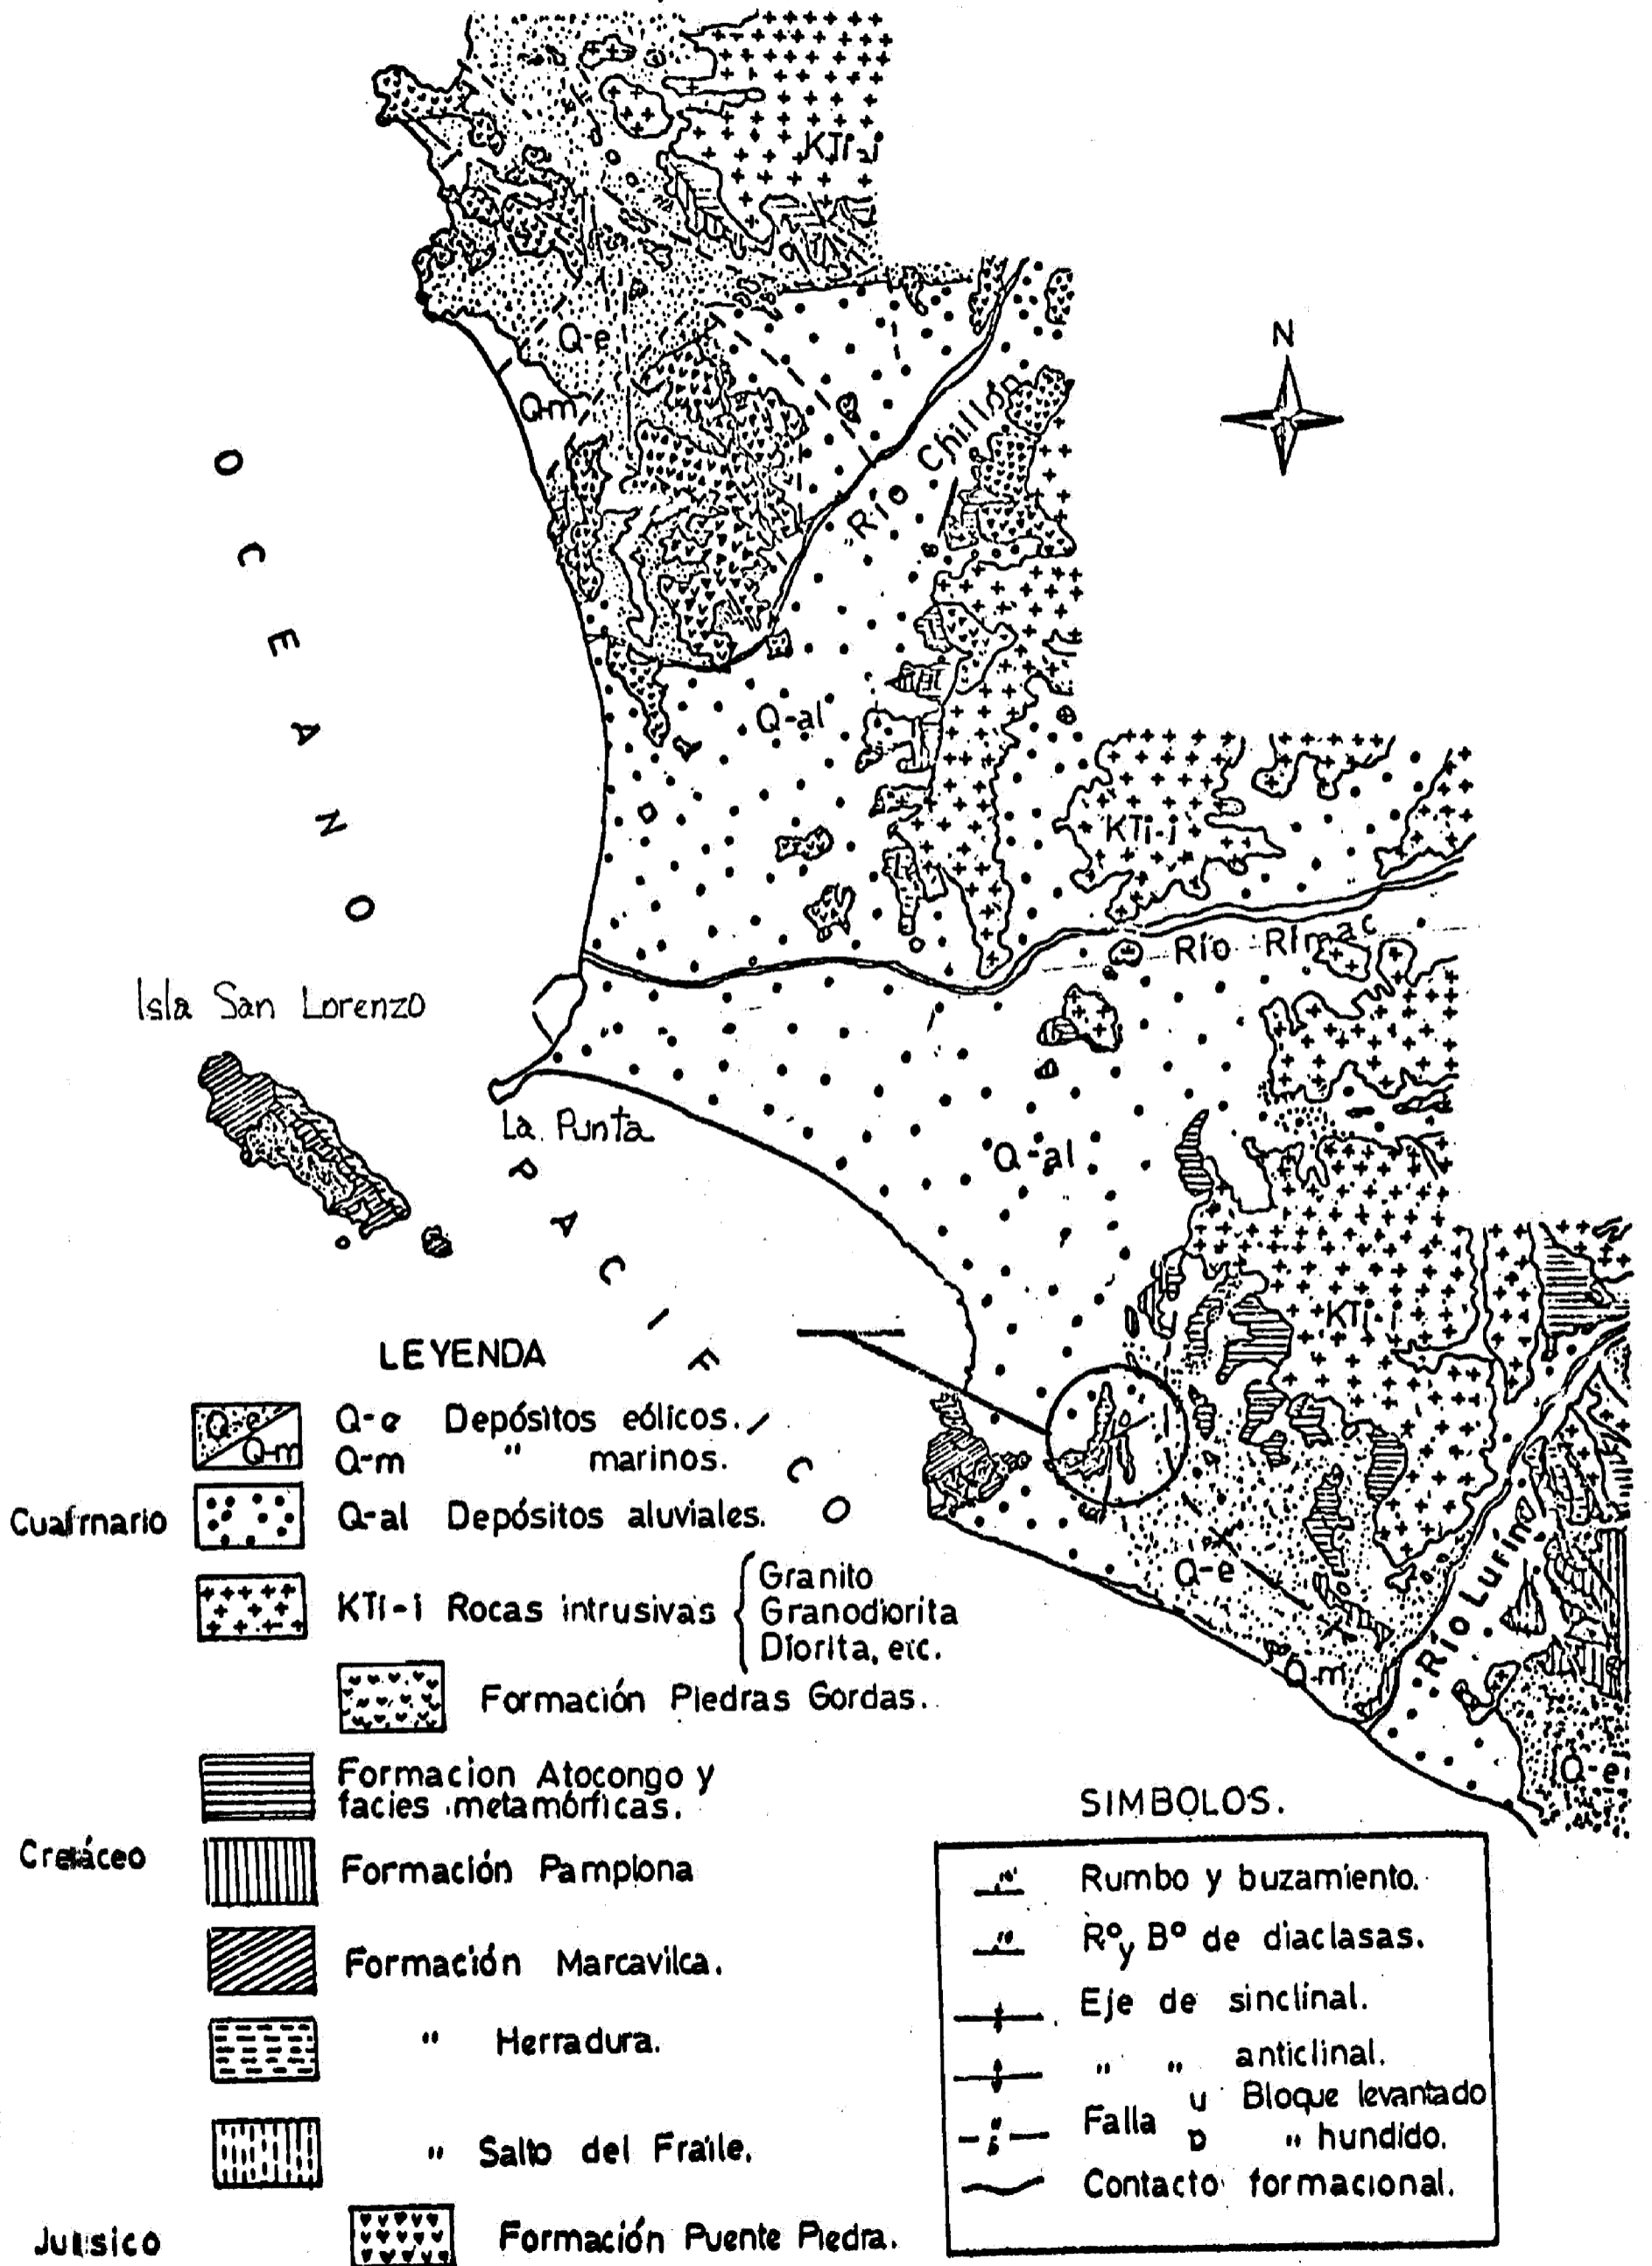 KTi-i
Q-e
Q-m
N
Río Chillón
OCEANO
Q-al
KTi-i
Río Rímac
Isla San Lorenzo
La Punta
PACIFICO
Q-al
KTi-i
Q-e
Q-m
Río Lurín
Q-e
LEYENDA
Q-e
Q-m
Q-e Depósitos eólicos.
Q-m " marinos.
Q-al Depósitos aluviales.
KTi-i Rocas intrusivas
Granito
Granodiorita
Diorita, etc.
Formación Piedras Gordas.
Formacion Atocongo y
facies metamórficas.
Cretáceo
Formación Pamplona
Formación Marcavilca.
" Herradura.
" Salto del Fraile.
Formación Puente Piedra.
SIMBOLOS.
Rumbo y buzamiento.
Rº y Bº de diaclasas.
Eje de sinclinal.
" " anticlinal.
Falla u Bloque levantado
D " hundido.
Contacto formacional.